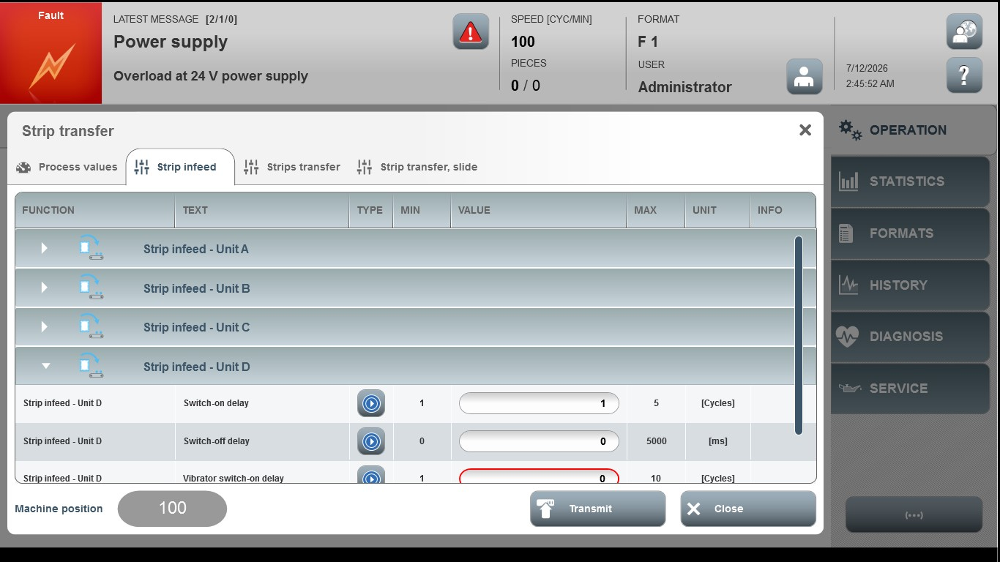 Fault
LATEST MESSAGE [2/1/0]
Power supply
Overload at 24 V power supply
SPEED [CYC/MIN]
100
PIECES
0 / 0
FORMAT
F 1
USER
Administrator
7/12/2026
2:45:52 AM
?
Strip transfer
Process values
Strip infeed
Strips transfer
Strip transfer, slide
FUNCTION TEXT TYPE MIN VALUE MAX UNIT INFO
Strip infeed - Unit A
Strip infeed - Unit B
Strip infeed - Unit C
Strip infeed - Unit D
Strip infeed - Unit D Switch-on delay 1 1 5 [Cycles]
Strip infeed - Unit D Switch-off delay 0 0 5000 [ms]
Strip infeed - Unit D Vibrator switch-on delay 1 0 10 [Cycles]
Machine position 100
Transmit
Close
OPERATION
STATISTICS
FORMATS
HISTORY
DIAGNOSIS
SERVICE
(...)